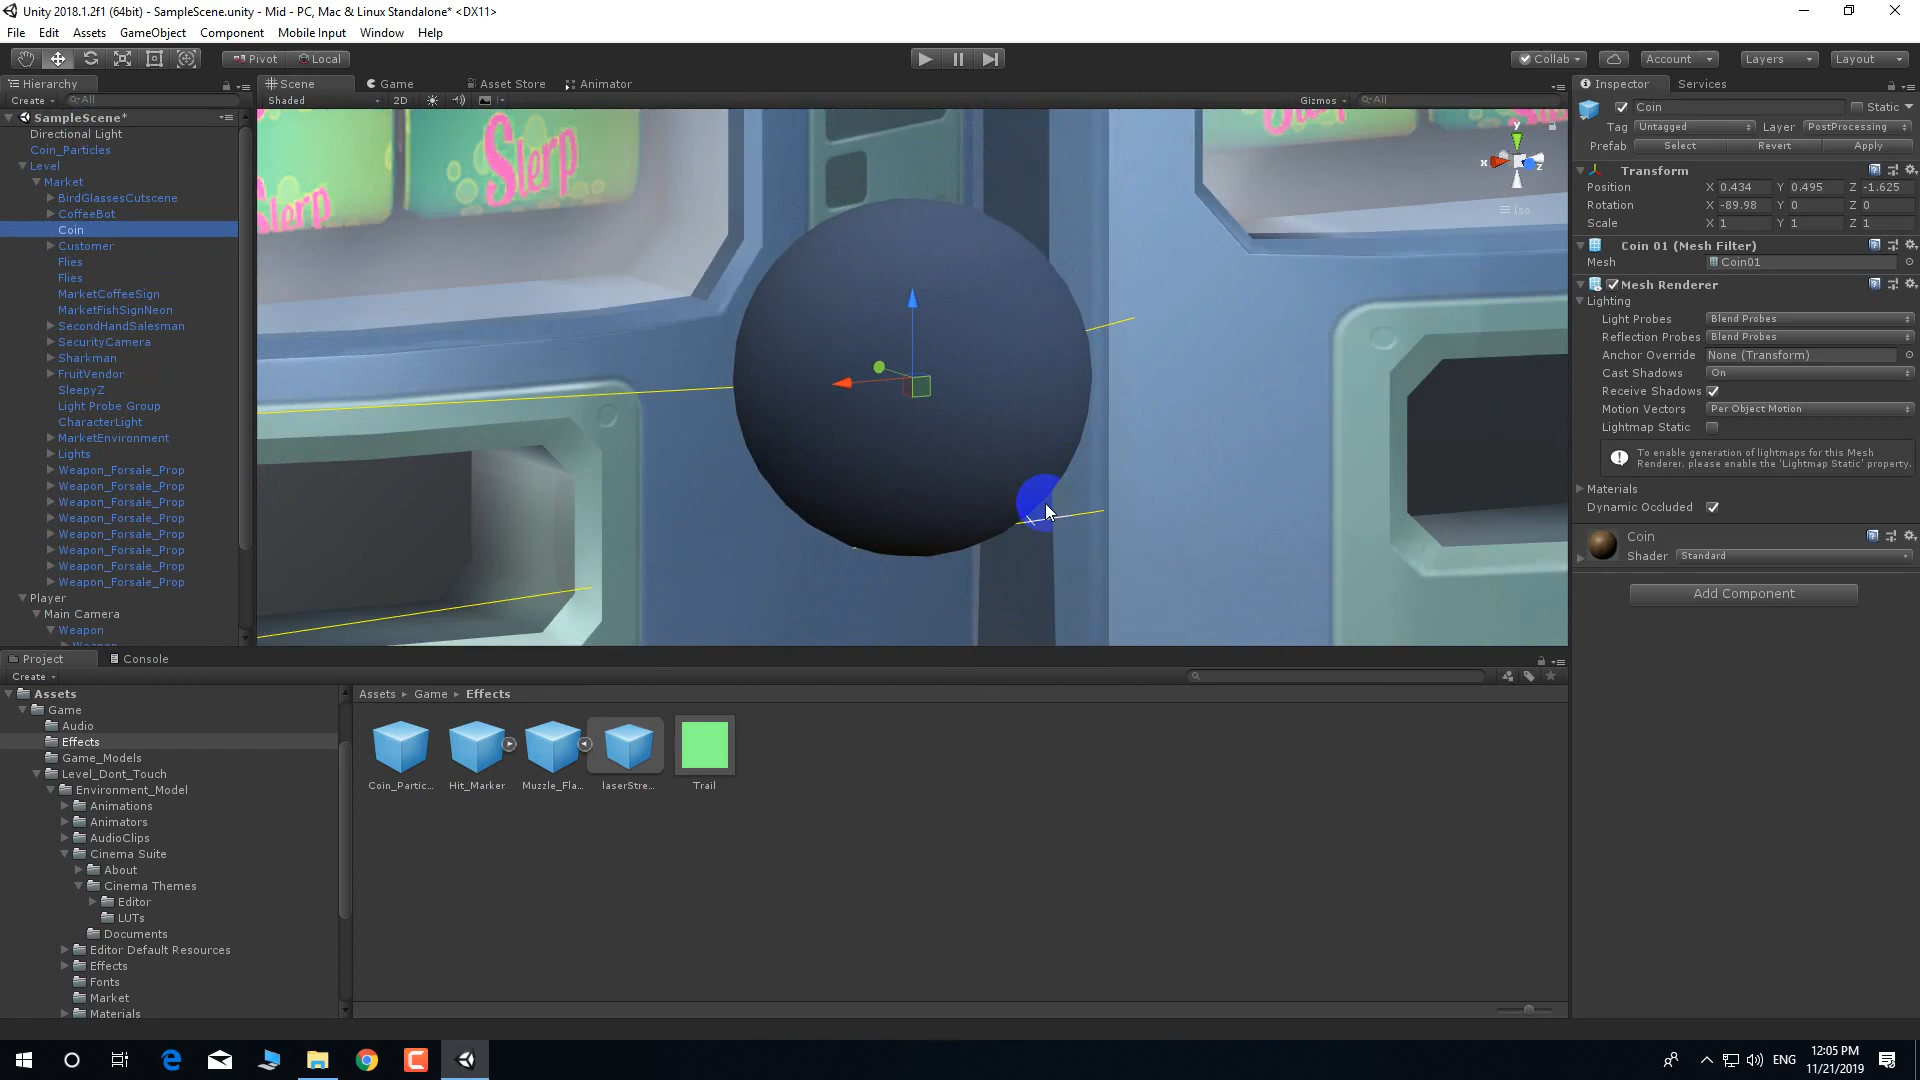 Unity 2018.1.2f1 (64bit) - SampleScene.unity - Mid - PC, Mac & Linux Standalone* <DX11>
File Edit Assets GameObject Component Mobile Input Window Help
Pivot Local Collab Account Layers Layout
Hierarchy
Create All
SampleScene*
Directional Light
Coin_Particles
Level
Market
BirdGlassesCutscene
CoffeeBot
Coin
Customer
Flies
Flies
MarketCoffeeSign
MarketFishSignNeon
SecondHandSalesman
SecurityCamera
Sharkman
FruitVendor
SleepyZ
Light Probe Group
CharacterLight
MarketEnvironment
Lights
Weapon_Forsale_Prop
Weapon_Forsale_Prop
Weapon_Forsale_Prop
Weapon_Forsale_Prop
Weapon_Forsale_Prop
Weapon_Forsale_Prop
Weapon_Forsale_Prop
Weapon_Forsale_Prop
Player
Main Camera
Weapon
Scene Game Asset Store Animator
Shaded 2D Gizmos All
Slerp
y
x z
Iso
Inspector Services
Coin Static
Tag Untagged Layer PostProcessing
Prefab Select Revert Apply
Transform
Position X 0.434 Y 0.495 Z -1.625
Rotation X -89.98 Y 0 Z 0
Scale X 1 Y 1 Z 1
Coin 01 (Mesh Filter)
Mesh Coin01
Mesh Renderer
Lighting
Light Probes Blend Probes
Reflection Probes Blend Probes
Anchor Override None (Transform)
Cast Shadows On
Receive Shadows
Motion Vectors Per Object Motion
Lightmap Static
To enable generation of lightmaps for this Mesh
Renderer, please enable the 'Lightmap Static' property.
Materials
Dynamic Occluded
Coin
Shader Standard
Add Component
Project Console
Create
Assets
Game
Audio
Effects
Game_Models
Level_Dont_Touch
Environment_Model
Animations
Animators
AudioClips
Cinema Suite
About
Cinema Themes
Editor
LUTs
Documents
Editor Default Resources
Effects
Fonts
Market
Materials
Assets Game Effects
Coin_Partic... Hit_Marker Muzzle_Fla... laserStre... Trail
ENG
12:05 PM
11/21/2019